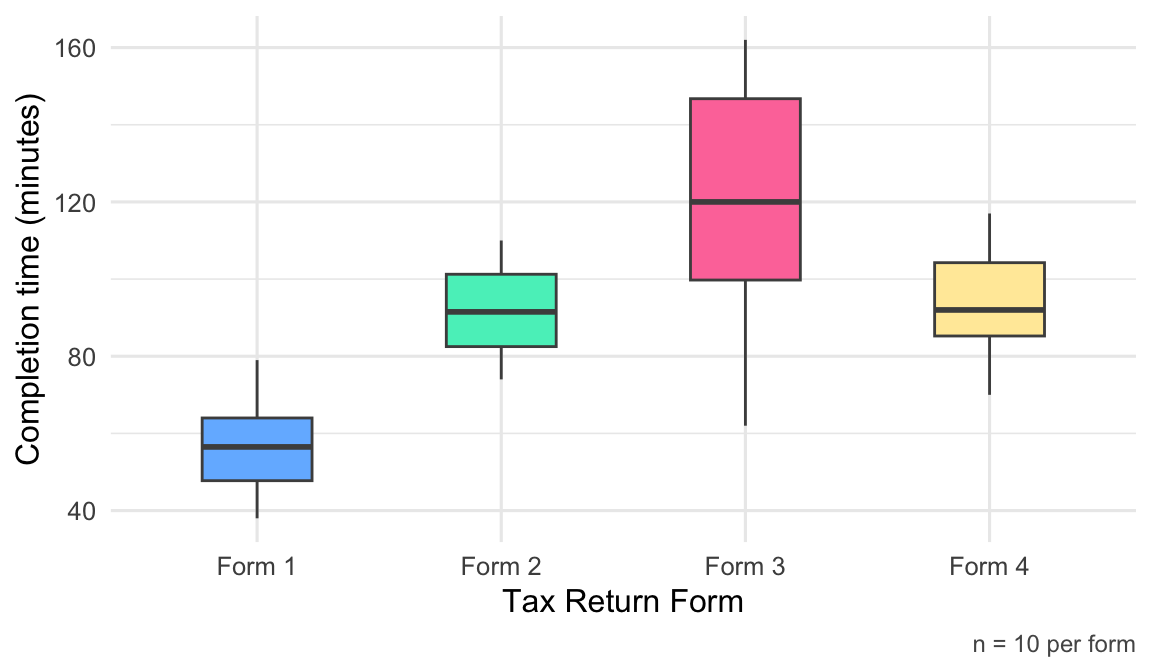 Completion time (minutes)
160
120
80
40
Form 1
Form 2
Form 3
Form 4
Tax Return Form
n = 10 per form